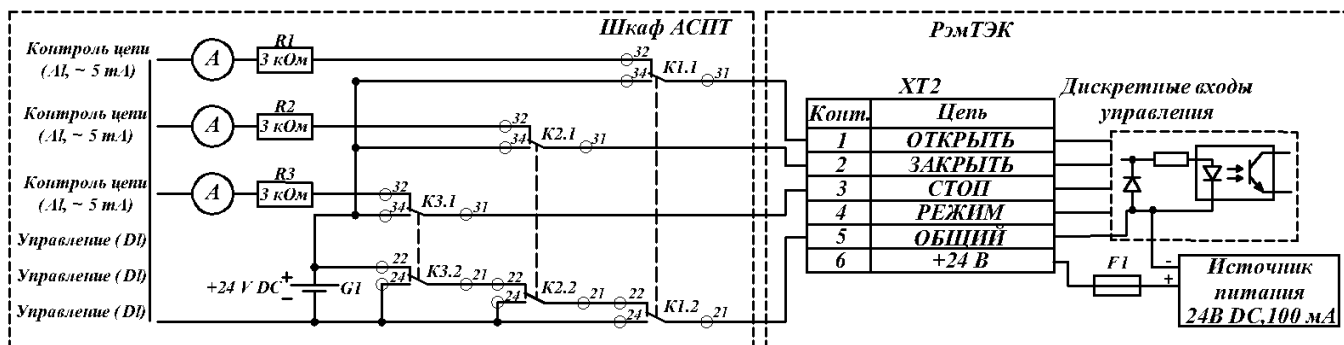 Шкаф АСПТ
Контроль цепи
(AI, ~ 5 mA)
A
R1
3 кОм
32
34
K1.1
31
Контроль цепи
(AI, ~ 5 mA)
A
R2
3 кОм
32
34
K2.1
31
Контроль цепи
(AI, ~ 5 mA)
A
R3
3 кОм
32
34
K3.1
31
Управление (DI)
Управление (DI)
Управление (DI)
+24 V DC
+
−
G1
22
24
K3.2
21
22
24
K2.2
21
22
24
K1.2
21
РэмТЭК
XT2
Конт. Цепь
1 ОТКРЫТЬ
2 ЗАКРЫТЬ
3 СТОП
4 РЕЖИМ
5 ОБЩИЙ
6 +24 В
Дискретные входы
управления
F1
-
+
Источник
питания
24В DC,100 мА